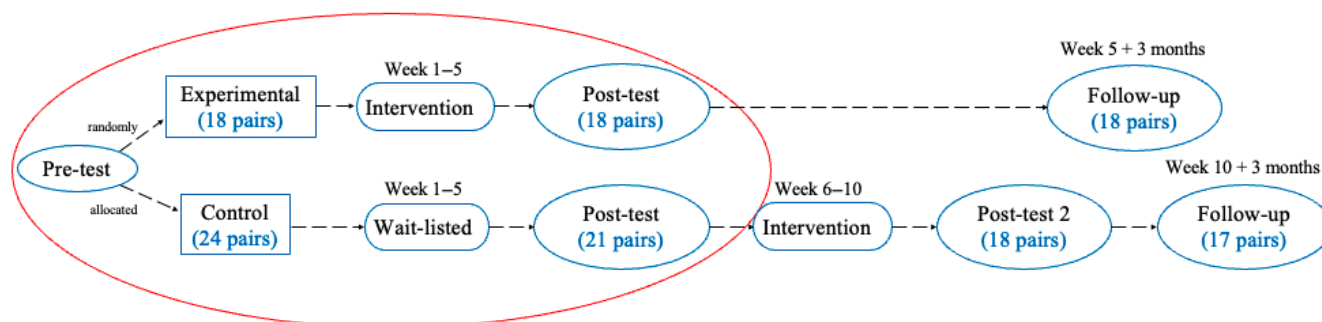 Pre-test
randomly
allocated
Experimental
(18 pairs)
Week 1–5
Intervention
Post-test
(18 pairs)
Week 5 + 3 months
Follow-up
(18 pairs)
Control
(24 pairs)
Week 1–5
Wait-listed
Post-test
(21 pairs)
Week 6–10
Intervention
Post-test 2
(18 pairs)
Week 10 + 3 months
Follow-up
(17 pairs)